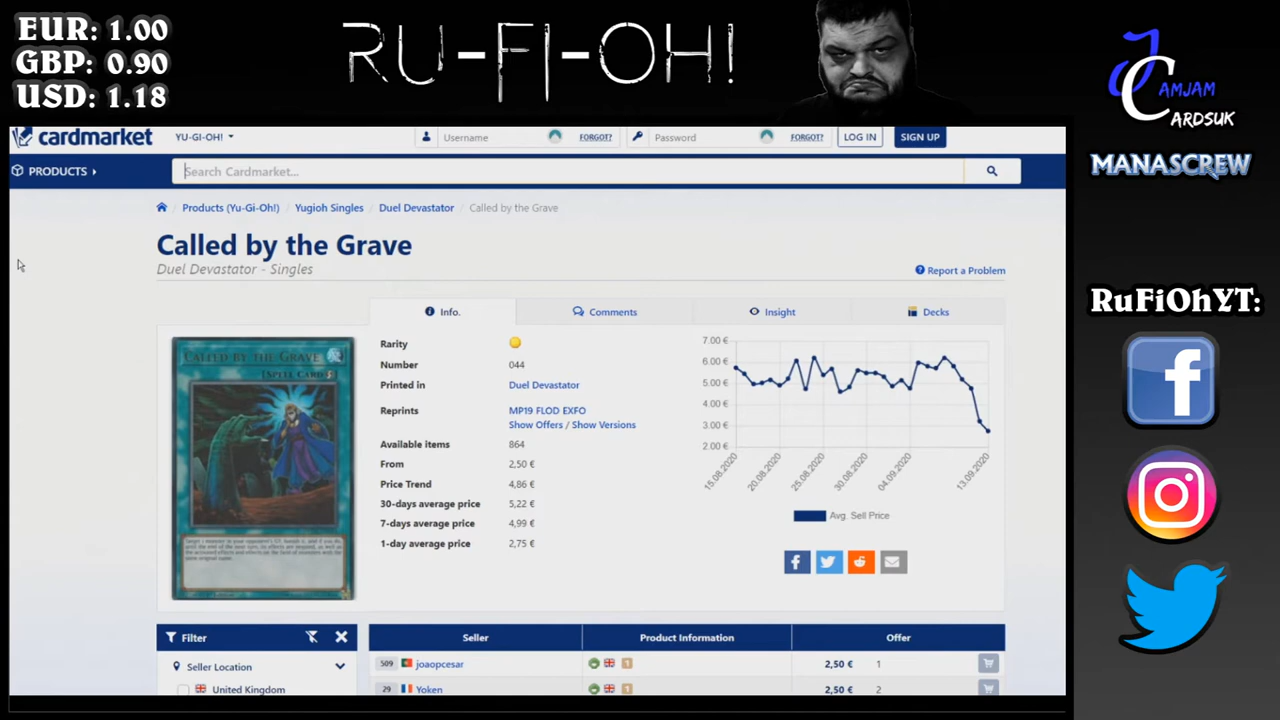 EUR: 1.00
GBP: 0.90
USD: 1.18
RU-FI-OH!
JC AMJAM CARDSUK
MANASCREW
RuFiOhYT:
cardmarket
YU-GI-OH!
Username
FORGOT?
Password
FORGOT?
LOG IN
SIGN UP
PRODUCTS
Search Cardmarket...
/ Products (Yu-Gi-Oh!) / Yugioh Singles / Duel Devastator / Called by the Grave
Called by the Grave
Duel Devastator - Singles
Report a Problem
Info.
Comments
Insight
Decks
CALLED BY THE GRAVE
[SPELL CARD]
Rarity
Number 044
Printed in Duel Devastator
Reprints MP19 FLOD EXFO
Show Offers / Show Versions
Available items 864
From 2,50 €
Price Trend 4,86 €
30-days average price 5,22 €
7-days average price 4,99 €
1-day average price 2,75 €
7.00 €
6.00 €
5.00 €
4.00 €
3.00 €
2.00 €
15.08.2020
20.08.2020
25.08.2020
30.08.2020
04.09.2020
13.09.2020
Avg. Sell Price
Filter
Seller Location
United Kingdom
Seller
Product Information
Offer
509 joaopcesar 1 2,50 € 1
29 Yoken 1 2,50 € 2